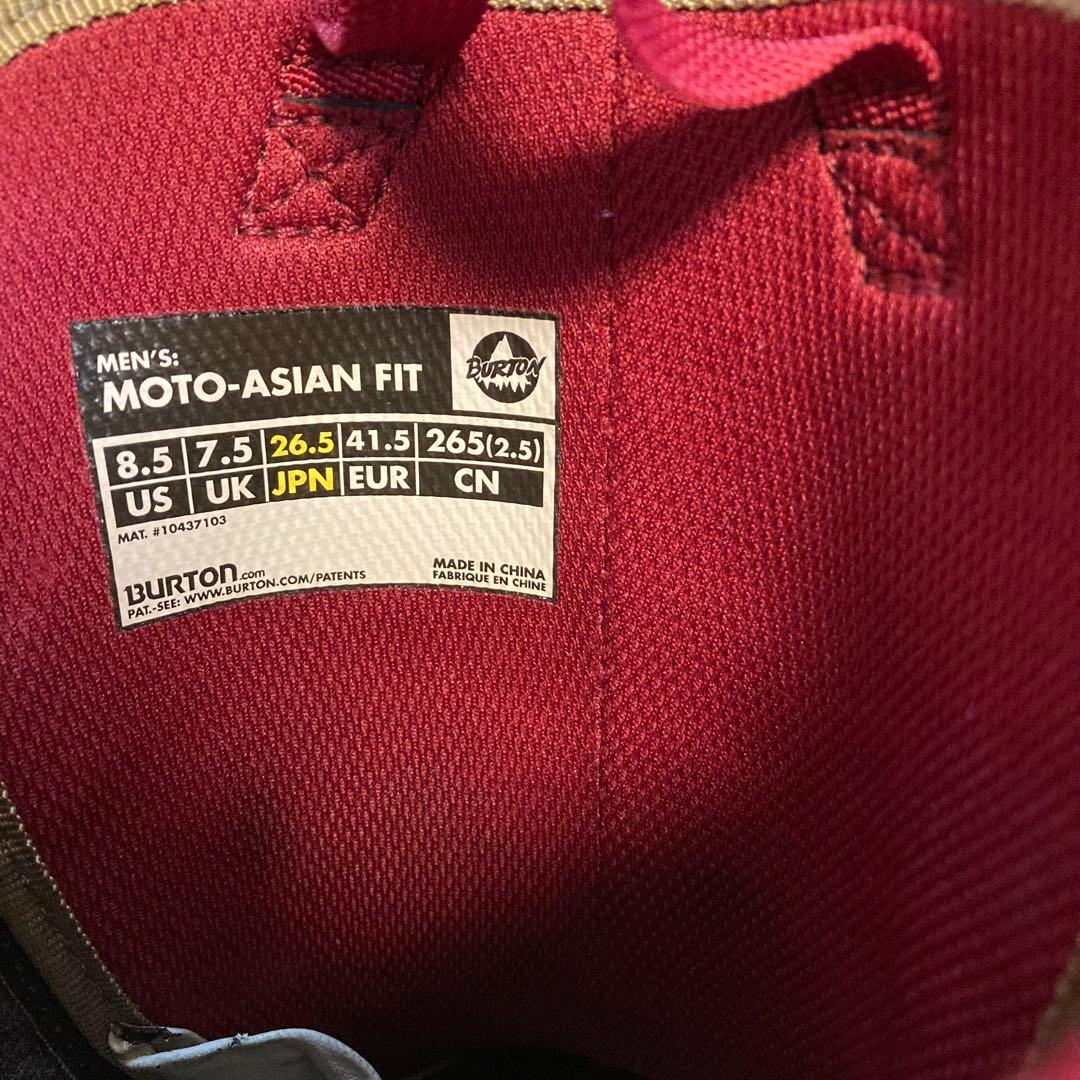 MEN'S:
MOTO-ASIAN FIT
BURTON
8.5 7.5 26.5 41.5 265(2.5)
US UK JPN EUR CN
MAT. #10437103
BURTON.com
PAT.-SEE: WWW.BURTON.COM/PATENTS
MADE IN CHINA
FABRIQUE EN CHINE